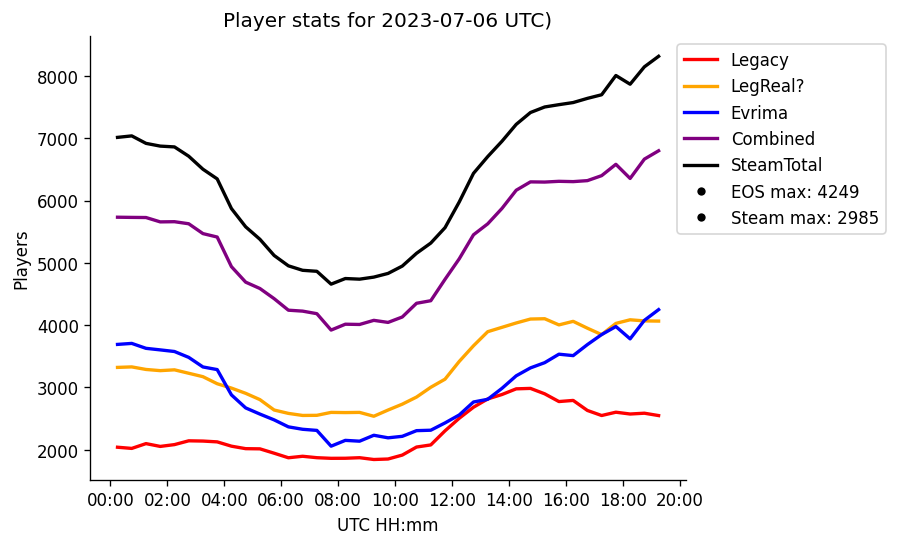 Player stats for 2023-07-06 UTC)
Legacy
LegReal?
Evrima
Combined
SteamTotal
EOS max: 4249
Steam max: 2985
Players
8000
7000
6000
5000
4000
3000
2000
00:00 02:00 04:00 06:00 08:00 10:00 12:00 14:00 16:00 18:00 20:00
UTC HH:mm